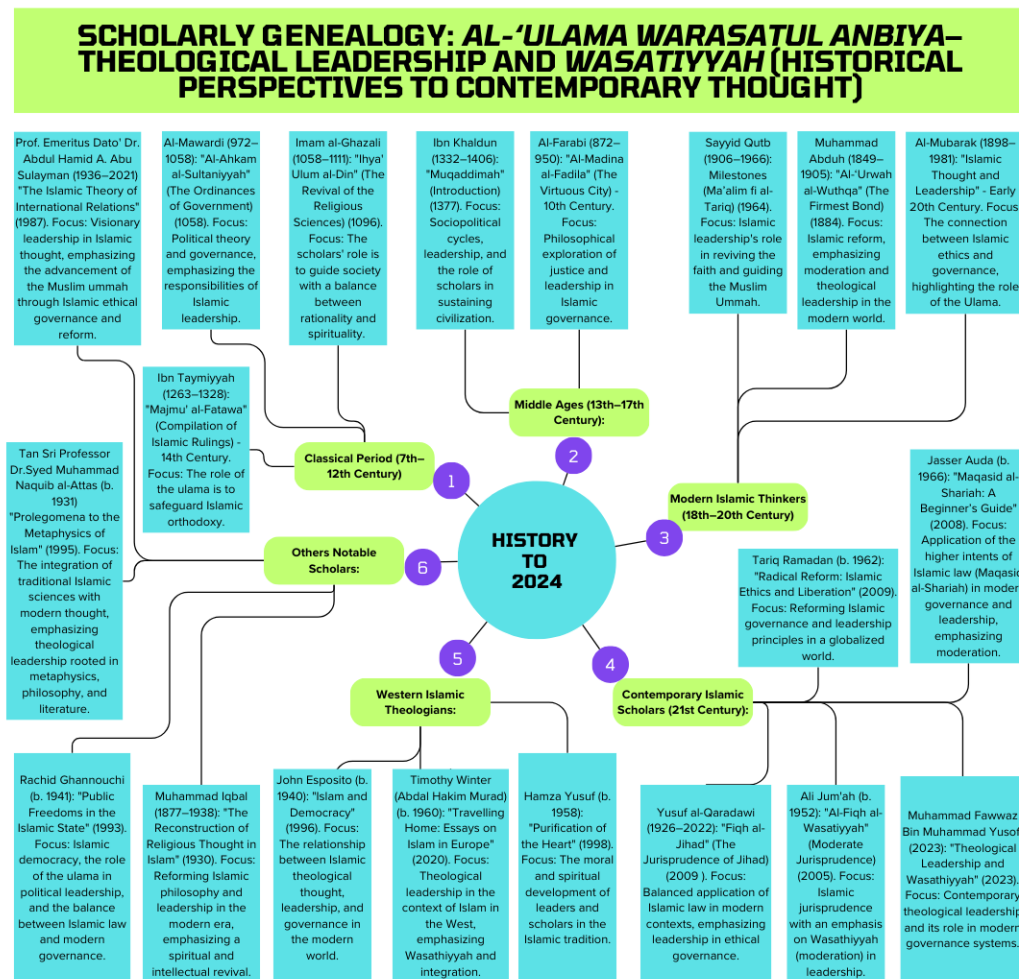 SCHOLARLY GENEALOGY: AL-‘ULAMA WARASATUL ANBIYA–
THEOLOGICAL LEADERSHIP AND WASATIYYAH (HISTORICAL
PERSPECTIVES TO CONTEMPORARY THOUGHT)
Prof. Emeritus Dato' Dr.
Abdul Hamid A. Abu
Sulayman (1936–2021)
"The Islamic Theory of
International Relations"
(1987). Focus: Visionary
leadership in Islamic
thought, emphasizing
the advancement of
the Muslim ummah
through Islamic ethical
governance and
reform.
Al-Mawardi (972–
1058): "Al-Ahkam
al-Sultaniyyah"
(The Ordinances
of Government)
(1058). Focus:
Political theory
and governance,
emphasizing the
responsibilities of
Islamic
leadership.
Imam al-Ghazali
(1058–1111): "Ihya'
Ulum al-Din" (The
Revival of the
Religious
Sciences) (1096).
Focus: The
scholars' role is
to guide society
with a balance
between
rationality and
spirituality.
Ibn Khaldun
(1332–1406):
"Muqaddimah"
(Introduction)
(1377). Focus:
Sociopolitical
cycles,
leadership, and
the role of
scholars in
sustaining
civilization.
Al-Farabi (872–
950): "Al-Madina
al-Fadila" (The
Virtuous City) -
10th Century.
Focus:
Philosophical
exploration of
justice and
leadership in
Islamic
governance.
Sayyid Qutb
(1906–1966):
Milestones
(Ma’alim fi al-
Tariq) (1964).
Focus: Islamic
leadership's role
in reviving the
faith and guiding
the Muslim
Ummah.
Muhammad
Abduh (1849–
1905): "Al-‘Urwah
al-Wuthqa" (The
Firmest Bond)
(1884). Focus:
Islamic reform,
emphasizing
moderation and
theological
leadership in the
modern world.
Al-Mubarak (1898–
1981): "Islamic
Thought and
Leadership" - Early
20th Century. Focus:
The connection
between Islamic
ethics and
governance,
highlighting the role
of the Ulama.
Ibn Taymiyyah
(1263–1328):
"Majmu' al-Fatawa"
(Compilation of
Islamic Rulings) -
14th Century.
Focus: The role of
the ulama is to
safeguard Islamic
orthodoxy.
Classical Period (7th–
12th Century)
1
Middle Ages (13th–17th
Century):
2
Modern Islamic Thinkers
(18th–20th Century)
3
HISTORY
TO
2024
Tan Sri Professor
Dr.Syed Muhammad
Naquib al-Attas (b.
1931)
"Prolegomena to the
Metaphysics of
Islam" (1995). Focus:
The integration of
traditional Islamic
sciences with
modern thought,
emphasizing
theological
leadership rooted in
metaphysics,
philosophy, and
literature.
Others Notable
Scholars:
6
Jasser Auda (b.
1966): "Maqasid al-
Shariah: A
Beginner’s Guide"
(2008). Focus:
Application of the
higher intents of
Islamic law (Maqasid
al-Shariah) in modern
governance and
leadership,
emphasizing
moderation.
Tariq Ramadan (b. 1962):
"Radical Reform: Islamic
Ethics and Liberation" (2009).
Focus: Reforming Islamic
governance and leadership
principles in a globalized
world.
5
Western Islamic
Theologians:
4
Contemporary Islamic
Scholars (21st Century):
Rachid Ghannouchi
(b. 1941): "Public
Freedoms in the
Islamic State" (1993).
Focus: Islamic
democracy, the role
of the ulama in
political leadership,
and the balance
between Islamic law
and modern
governance.
Muhammad Iqbal
(1877–1938): "The
Reconstruction of
Religious Thought in
Islam" (1930). Focus:
Reforming Islamic
philosophy and
leadership in the
modern era,
emphasizing a
spiritual and
intellectual revival.
John Esposito (b.
1940): "Islam and
Democracy"
(1996). Focus:
The relationship
between Islamic
theological
thought,
leadership, and
governance in
the modern
world.
Timothy Winter
(Abdal Hakim Murad)
(b. 1960): "Travelling
Home: Essays on
Islam in Europe"
(2020). Focus:
Theological
leadership in the
context of Islam in
the West,
emphasizing
Wasathiyyah and
integration.
Hamza Yusuf (b.
1958):
"Purification of
the Heart" (1998).
Focus: The moral
and spiritual
development of
leaders and
scholars in the
Islamic tradition.
Yusuf al-Qaradawi
(1926–2022): "Fiqh al-
Jihad" (The
Jurisprudence of Jihad)
(2009 ). Focus:
Balanced application of
Islamic law in modern
contexts, emphasizing
leadership in ethical
governance.
Ali Jum'ah (b.
1952): "Al-Fiqh al-
Wasatiyyah"
(Moderate
Jurisprudence)
(2005). Focus:
Islamic
jurisprudence
with an emphasis
on Wasathiyyah
(moderation) in
leadership.
Muhammad Fawwaz
Bin Muhammad Yusoff
(2023): "Theological
Leadership and
Wasathiyyah" (2023).
Focus: Contemporary
theological leadership
and its role in modern
governance systems.